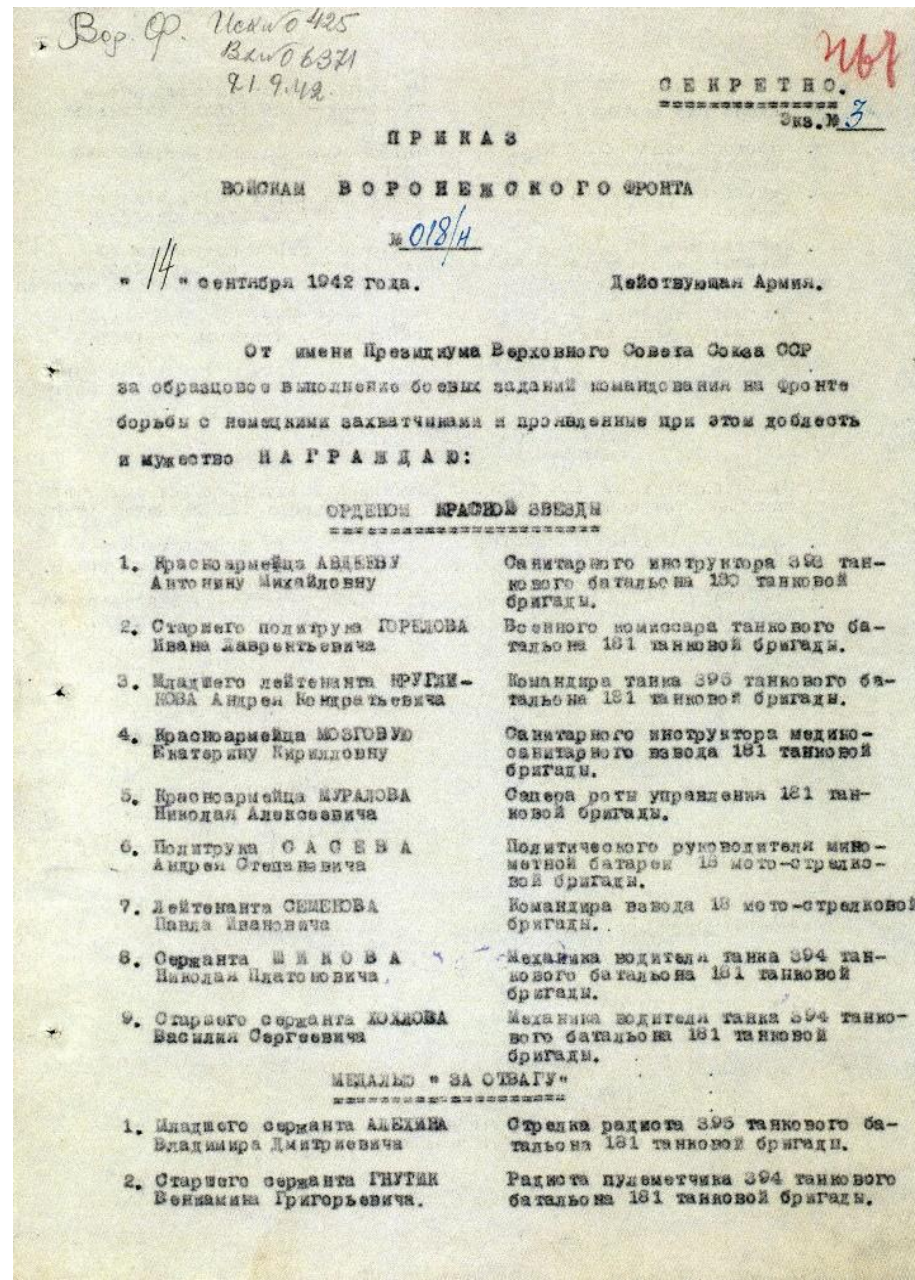 Вор. Ф. Исх№0425
Вх№06371
21.9.42.
СЕКРЕТНО.
Экз.№ 3
ПРИКАЗ
ВОЙСКАМ ВОРОНЕЖСКОГО ФРОНТА
№ 018/н
" 14 " сентября 1942 года. Действующая Армия.
От имени Президиума Верховного Совета Союза ССР
за образцовое выполнение боевых заданий командования на фронте
борьбы с немецкими захватчиками и проявленные при этом доблесть
и мужество НАГРАЖДАЮ:
ОРДЕНОМ КРАСНОЙ ЗВЕЗДЫ
1. Красноармейца АВДЕЕВУ Санитарного инструктора 393 тан-
Антонину Михайловну кового батальона 180 танковой
бригады.
2. Старшего политрука ГОРЕЛОВА Военного комиссара танкового ба-
Ивана Лаврентьевича тальона 181 танковой бригады.
3. Младшего лейтенанта КРУГЛИ- Командира танка 395 танкового ба-
КОВА Андрея Кондратьевича тальона 181 танковой бригады.
4. Красноармейца МОЗГОВУЮ Санитарного инструктора медико-
Екатерину Кирилловну санитарного взвода 181 танковой
бригады.
5. Красноармейца МУРАЛОВА Сапера роты управления 181 тан-
Николая Алексеевича ковой бригады.
6. Политрука САСЕВА Политического руководителя мино-
Андрея Степановича метной батареи 18 мото-стрелко-
вой бригады.
7. Лейтенанта СЕМЕНОВА Командира взвода 18 мото-стрелковой
Павла Ивановича бригады.
8. Сержанта ШИКОВА Механика водителя танка 394 тан-
Николая Платоновича. кового батальона 181 танковой
бригады.
9. Старшего сержанта ХОХЛОВА Механика водителя танка 394 танко-
Василия Сергеевича вого батальона 181 танковой
бригады.
МЕДАЛЬЮ " ЗА ОТВАГУ"
1. Младшего сержанта АЛЕХИНА Стрелка радиста 395 танкового ба-
Владимира Дмитриевича тальона 181 танковой бригады.
2. Старшего сержанта ГНУТИК Радиста пулеметчика 394 танкового
Вениамина Григорьевича. батальона 181 танковой бригады.